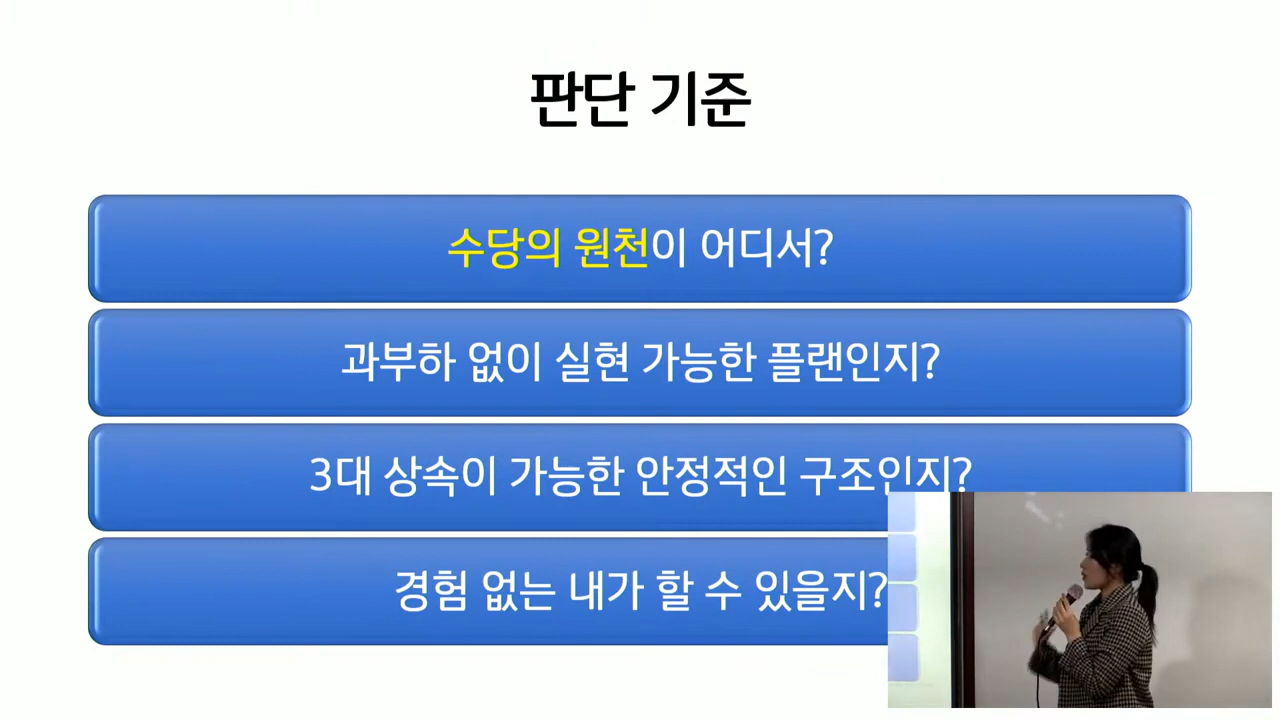 판단 기준
수당의 원천이 어디서?
과부하 없이 실현 가능한 플랜인지?
3대 상속이 가능한 안정적인 구조인지?
경험 없는 내가 할 수 있을지?